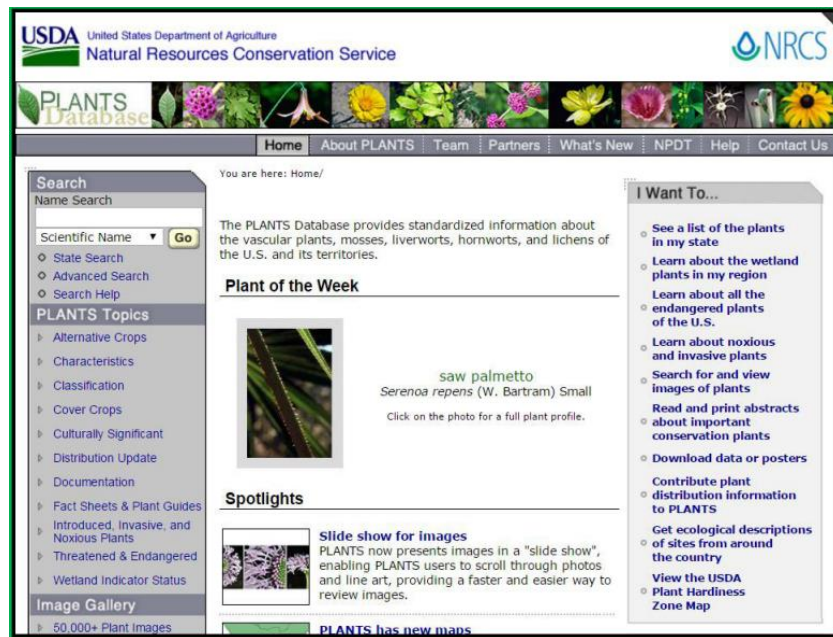 USDA United States Department of Agriculture
Natural Resources Conservation Service
NRCS
PLANTS
Database
Home About PLANTS Team Partners What's New NPDT Help Contact Us
Search
Name Search
Scientific Name Go
State Search
Advanced Search
Search Help
PLANTS Topics
Alternative Crops
Characteristics
Classification
Cover Crops
Culturally Significant
Distribution Update
Documentation
Fact Sheets & Plant Guides
Introduced, Invasive, and
Noxious Plants
Threatened & Endangered
Wetland Indicator Status
Image Gallery
50,000+ Plant Images
You are here: Home/
The PLANTS Database provides standardized information about
the vascular plants, mosses, liverworts, hornworts, and lichens of
the U.S. and its territories.
Plant of the Week
saw palmetto
Serenoa repens (W. Bartram) Small
Click on the photo for a full plant profile.
Spotlights
Slide show for images
PLANTS now presents images in a "slide show",
enabling PLANTS users to scroll through photos
and line art, providing a faster and easier way to
review images.
PLANTS has new maps
I Want To...
See a list of the plants
in my state
Learn about the wetland
plants in my region
Learn about all the
endangered plants
of the U.S.
Learn about noxious
and invasive plants
Search for and view
images of plants
Read and print abstracts
about important
conservation plants
Download data or posters
Contribute plant
distribution information
to PLANTS
Get ecological descriptions
of sites from around
the country
View the USDA
Plant Hardiness
Zone Map